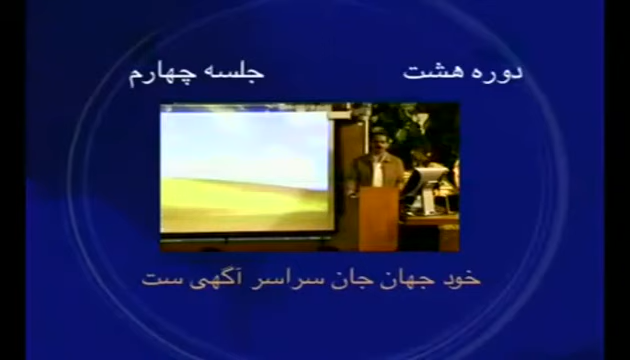 دوره هشت
جلسه چهارم
خود جهان جان سراسر آگهی ست